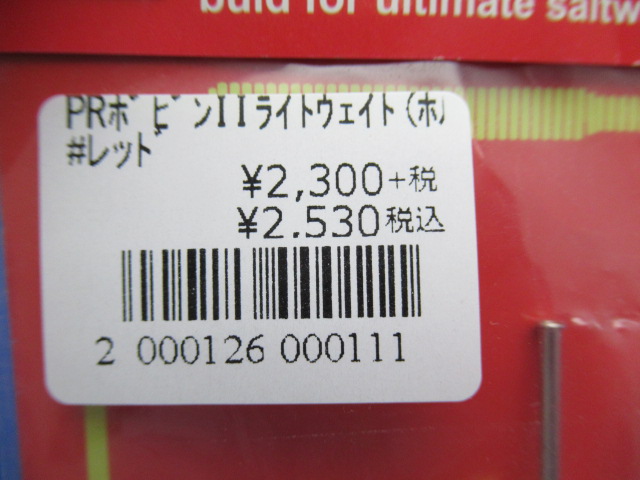 build for ultimate saltw
PRﾎﾞﾋﾞﾝIIﾗｲﾄウェイト(ホ
#レッド
¥2,300+税
¥2.530税込
2 000126 000111